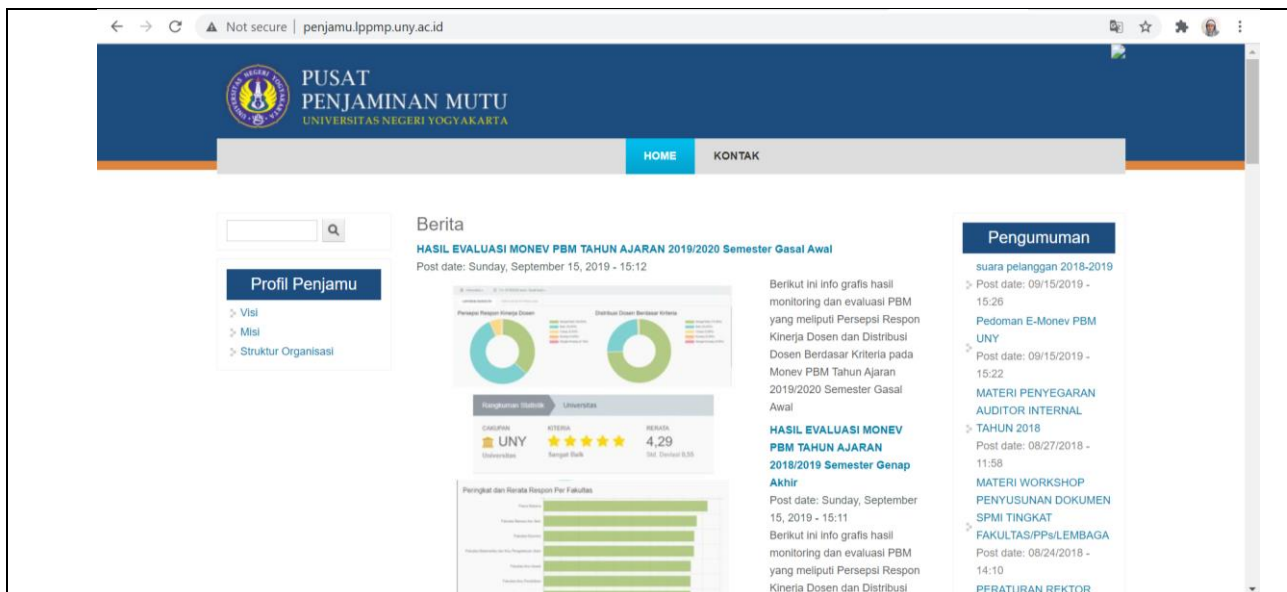 Not secure | penjamu.lppmp.uny.ac.id
PUSAT
PENJAMINAN MUTU
UNIVERSITAS NEGERI YOGYAKARTA
HOME
KONTAK
Profil Penjamu
Visi
Misi
Struktur Organisasi
Berita
HASIL EVALUASI MONEV PBM TAHUN AJARAN 2019/2020 Semester Gasal Awal
Post date: Sunday, September 15, 2019 - 15:12
Persepsi Respon Kinerja Dosen
Distribusi Dosen Berdasar Kriteria
Rangkuman Statistik
Universitas
CAKUPAN
UNY
Universitas
KITERIA
Sangat Baik
RERATA
4,29
Std. Deviasi 0,55
Peringkat dan Rerata Respon Per Fakultas
Berikut ini info grafis hasil
monitoring dan evaluasi PBM
yang meliputi Persepsi Respon
Kinerja Dosen dan Distribusi
Dosen Berdasar Kriteria pada
Monev PBM Tahun Ajaran
2019/2020 Semester Gasal
Awal
HASIL EVALUASI MONEV
PBM TAHUN AJARAN
2018/2019 Semester Genap
Akhir
Post date: Sunday, September
15, 2019 - 15:11
Berikut ini info grafis hasil
monitoring dan evaluasi PBM
yang meliputi Persepsi Respon
Kinerja Dosen dan Distribusi
Pengumuman
suara pelanggan 2018-2019
Post date: 09/15/2019 -
15:26
Pedoman E-Monev PBM
UNY
Post date: 09/15/2019 -
15:22
MATERI PENYEGARAN
AUDITOR INTERNAL
TAHUN 2018
Post date: 08/27/2018 -
11:58
MATERI WORKSHOP
PENYUSUNAN DOKUMEN
SPMI TINGKAT
FAKULTAS/PPs/LEMBAGA
Post date: 08/24/2018 -
14:10
PERATURAN REKTOR